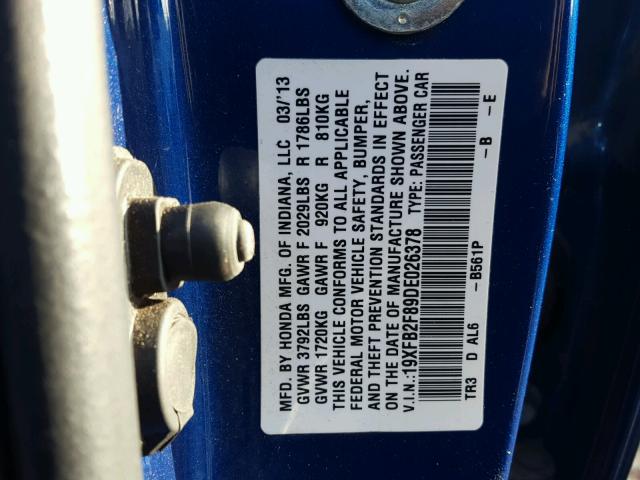 MFD. BY HONDA MFG. OF INDIANA, LLC 03/'13
GVWR 3792LBS GAWR F 2029LBS R 1786LBS
GVWR 1720KG GAWR F 920KG R 810KG
THIS VEHICLE CONFORMS TO ALL APPLICABLE
FEDERAL MOTOR VEHICLE SAFETY, BUMPER,
AND THEFT PREVENTION STANDARDS IN EFFECT
ON THE DATE OF MANUFACTURE SHOWN ABOVE.
V.I.N.:19XFB2F89DE026378 TYPE: PASSENGER CAR
TR3 D AL6 -B561P -B -E